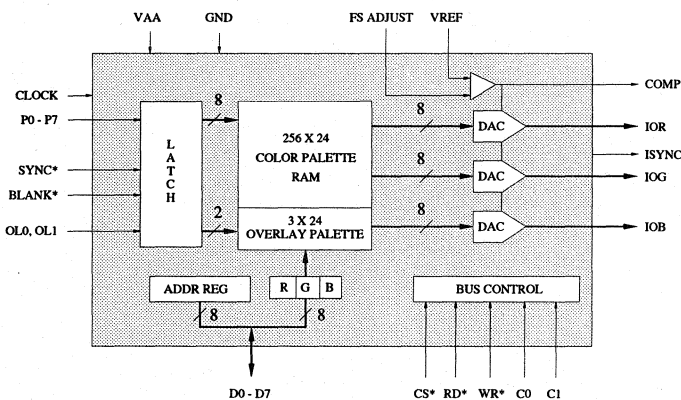 VAA GND FS ADJUST VREF
COMP
CLOCK
P0 - P7
8
8
DAC
IOR
L
A
T
C
H
256 X 24
COLOR PALETTE
RAM
ISYNC
SYNC*
8
DAC
IOG
BLANK*
2
8
3 X 24
OVERLAY PALETTE
DAC
IOB
OL0, OL1
ADDR REG
R G B
BUS CONTROL
8
8
D0 - D7
CS* RD* WR* C0 C1